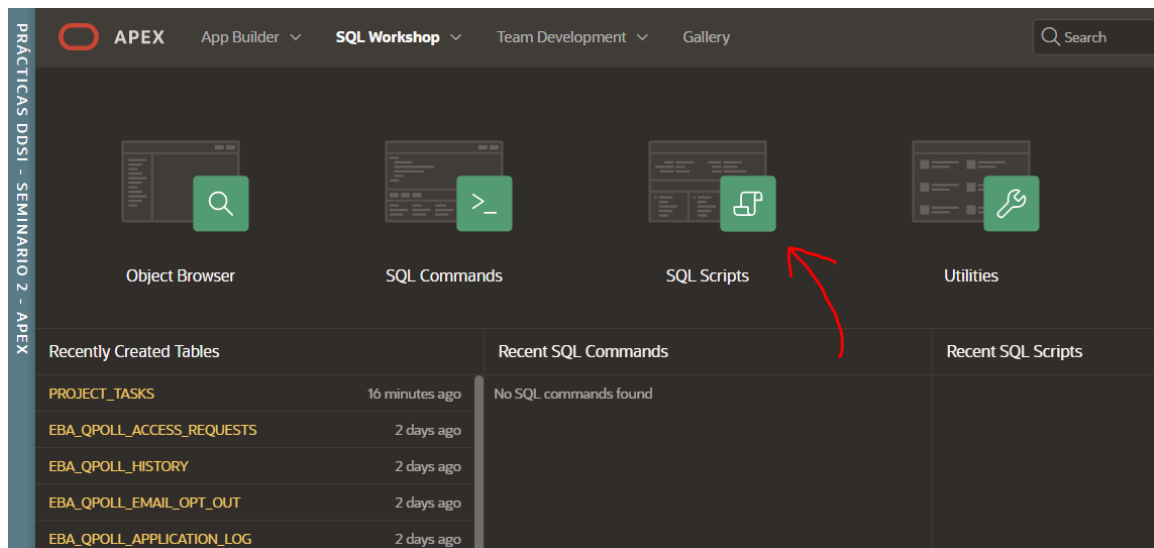 PRÁCTICAS DDSI - SEMINARIO 2 - APEX
APEX App Builder SQL Workshop Team Development Gallery Search
Object Browser SQL Commands SQL Scripts Utilities
Recently Created Tables Recent SQL Commands Recent SQL Scripts
PROJECT_TASKS 16 minutes ago No SQL commands found
EBA_QPOLL_ACCESS_REQUESTS 2 days ago
EBA_QPOLL_HISTORY 2 days ago
EBA_QPOLL_EMAIL_OPT_OUT 2 days ago
EBA_QPOLL_APPLICATION_LOG 2 days ago